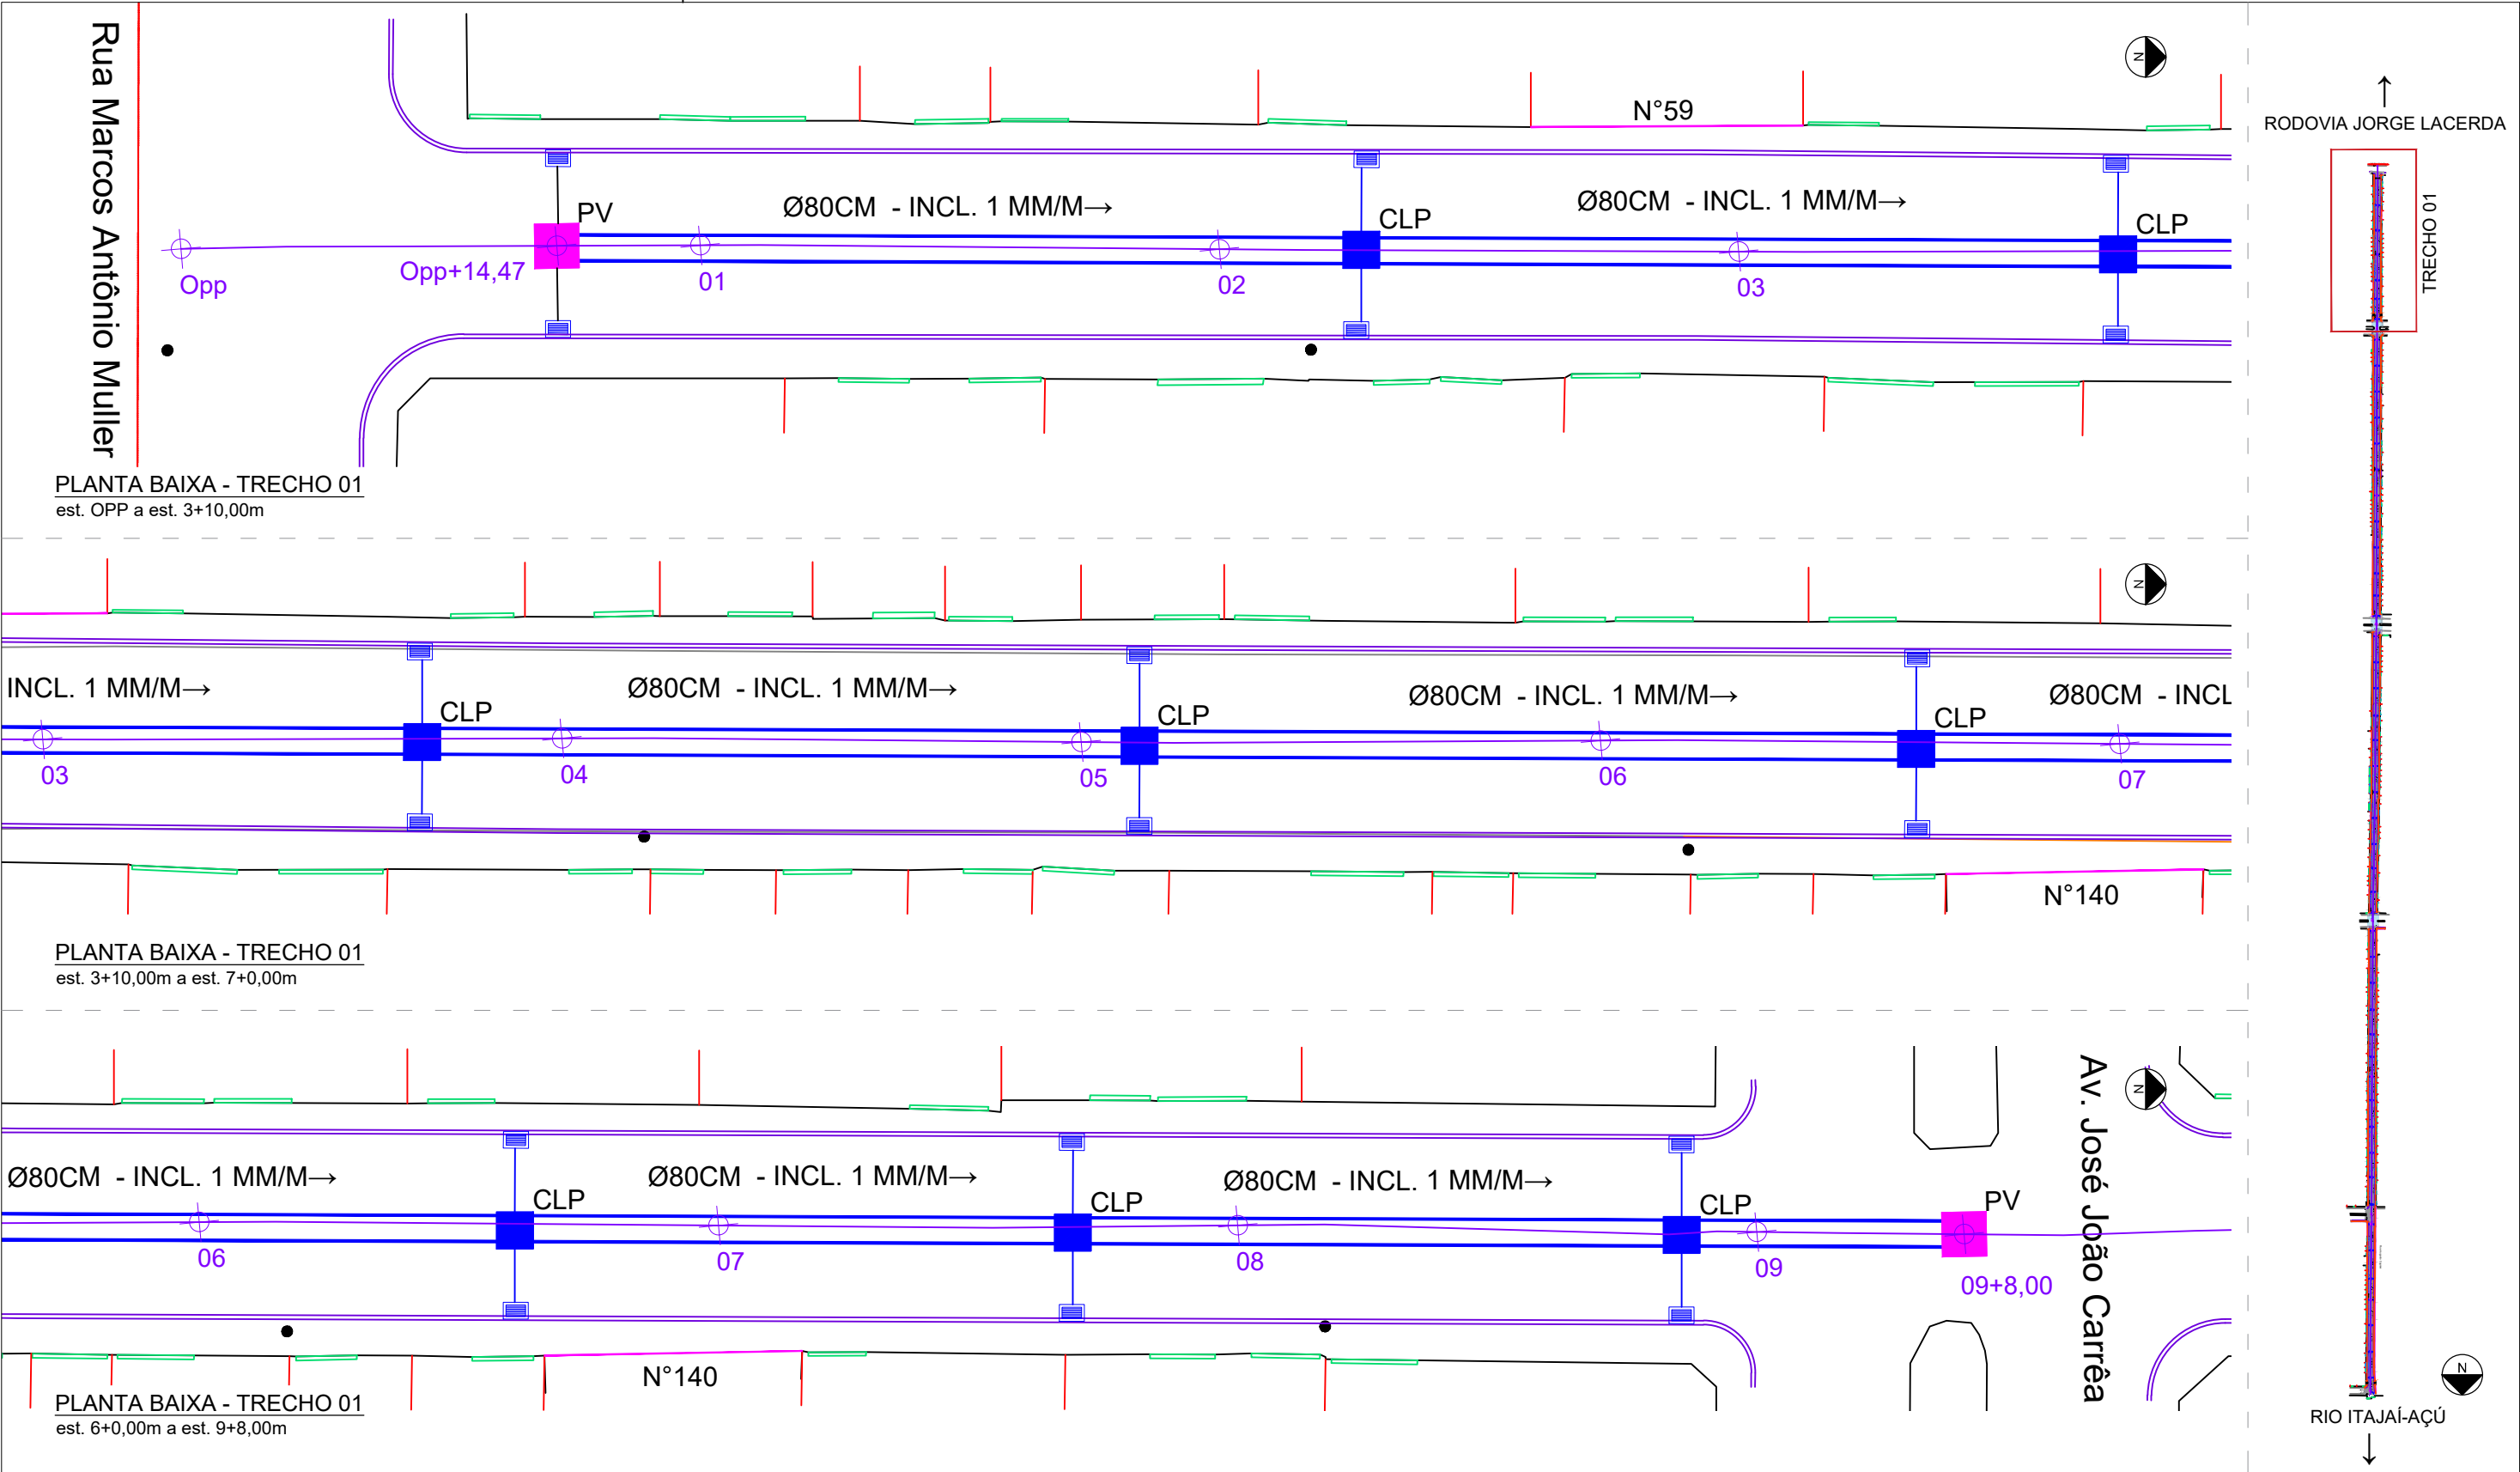 Rua Marcos Antônio Muller
N°59
N
Ø80CM - INCL. 1 MM/M→
Ø80CM - INCL. 1 MM/M→
PV
CLP
CLP
Opp
Opp+14,47
01
02
03
PLANTA BAIXA - TRECHO 01
est. OPP a est. 3+10,00m
N
INCL. 1 MM/M→
Ø80CM - INCL. 1 MM/M→
Ø80CM - INCL. 1 MM/M→
Ø80CM - INCL
CLP
CLP
CLP
03
04
05
06
07
N°140
PLANTA BAIXA - TRECHO 01
est. 3+10,00m a est. 7+0,00m
Av. José João Carrêa
N
Ø80CM - INCL. 1 MM/M→
Ø80CM - INCL. 1 MM/M→
Ø80CM - INCL. 1 MM/M→
CLP
CLP
CLP
PV
06
07
08
09
09+8,00
N°140
PLANTA BAIXA - TRECHO 01
est. 6+0,00m a est. 9+8,00m
RODOVIA JORGE LACERDA
TRECHO 01
N
RIO ITAJAÍ-AÇÚ